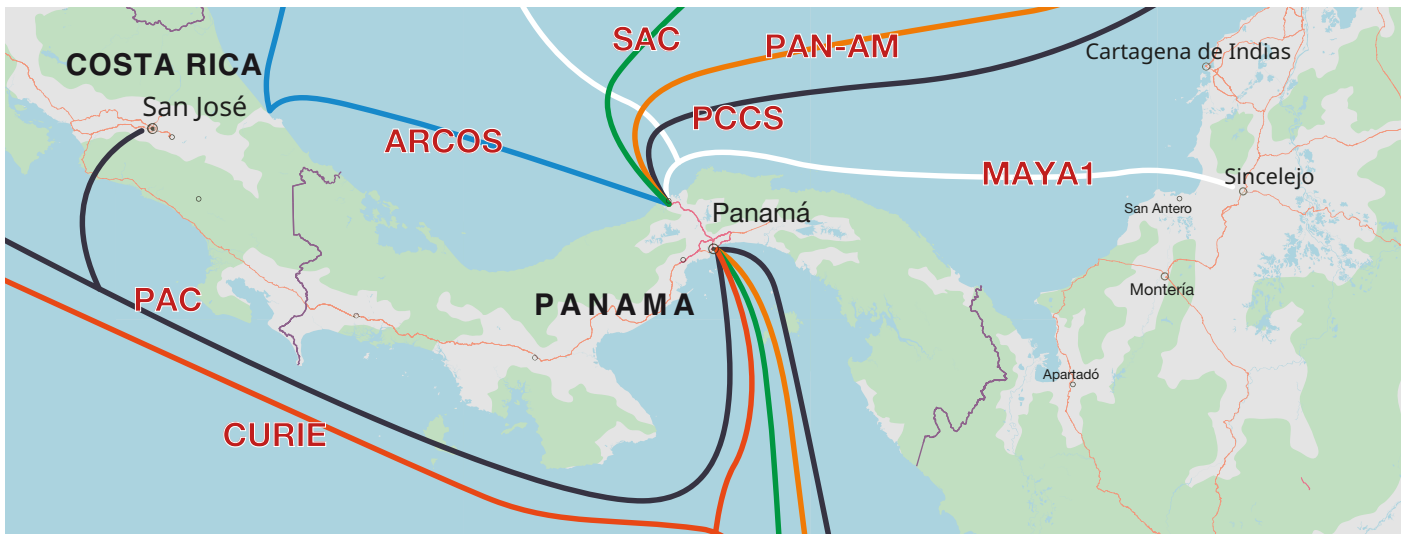 SAC
PAN-AM
Cartagena de Indias
COSTA RICA
San José
PCCS
ARCOS
MAYA1
Sincelejo
San Antero
Panamá
Montería
PAC
PANAMA
Apartadó
CURIE